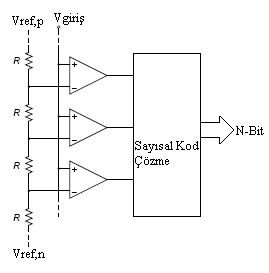 Vref,p
Vgiriş
R
+
−
R
+
−
Sayısal Kod
Çözme
N-Bit
R
+
−
R
Vref,n